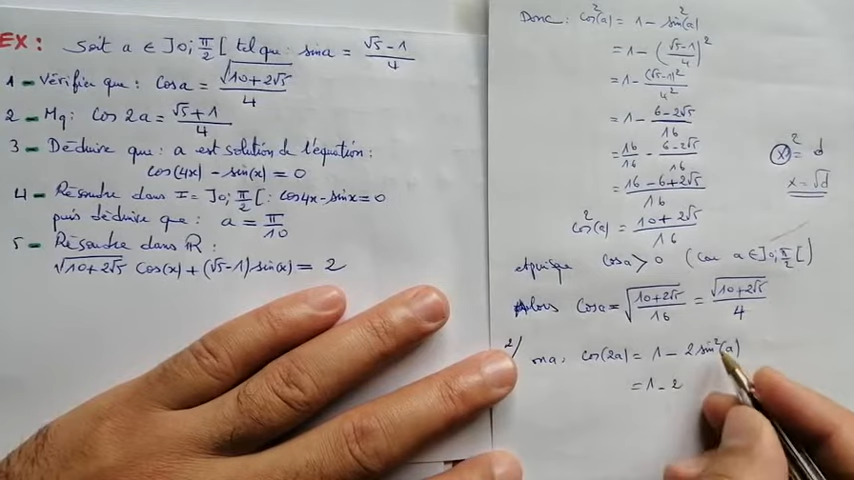 EX: Soit a ∈ ]0; π/2[ tel que: sin a = (√5 - 1)/4
1 - Vérifier que: cos a = √(10+2√5)/4
2 - Mq: cos 2a = (√5+1)/4
3 - Déduire que: a est solution de l'équation:
cos(4x) - sin(x) = 0
4 - Résoudre dans I = ]0; π/2[: cos4x - sinx = 0
puis déduire que: a = π/10
5 - Résoudre dans ℝ:
√(10+2√5) cos(x) + (√5-1) sin(x) = 2
Donc: cos²(a) = 1 - sin²(a)
= 1 - ((√5-1)/4)²
= 1 - (√5-1)²/4²
= 1 - (6-2√5)/16
= 16/16 - (6-2√5)/16
= (16-6+2√5)/16
cos²(a) = (10+2√5)/16
(x)² = d
x = √d
et puisque cos a > 0 (car a ∈ ]0; π/2[)
Alors cos a = √((10+2√5)/16) = √(10+2√5)/4
2/ on a: cos(2a) = 1 - 2sin²(a)
= 1 - 2